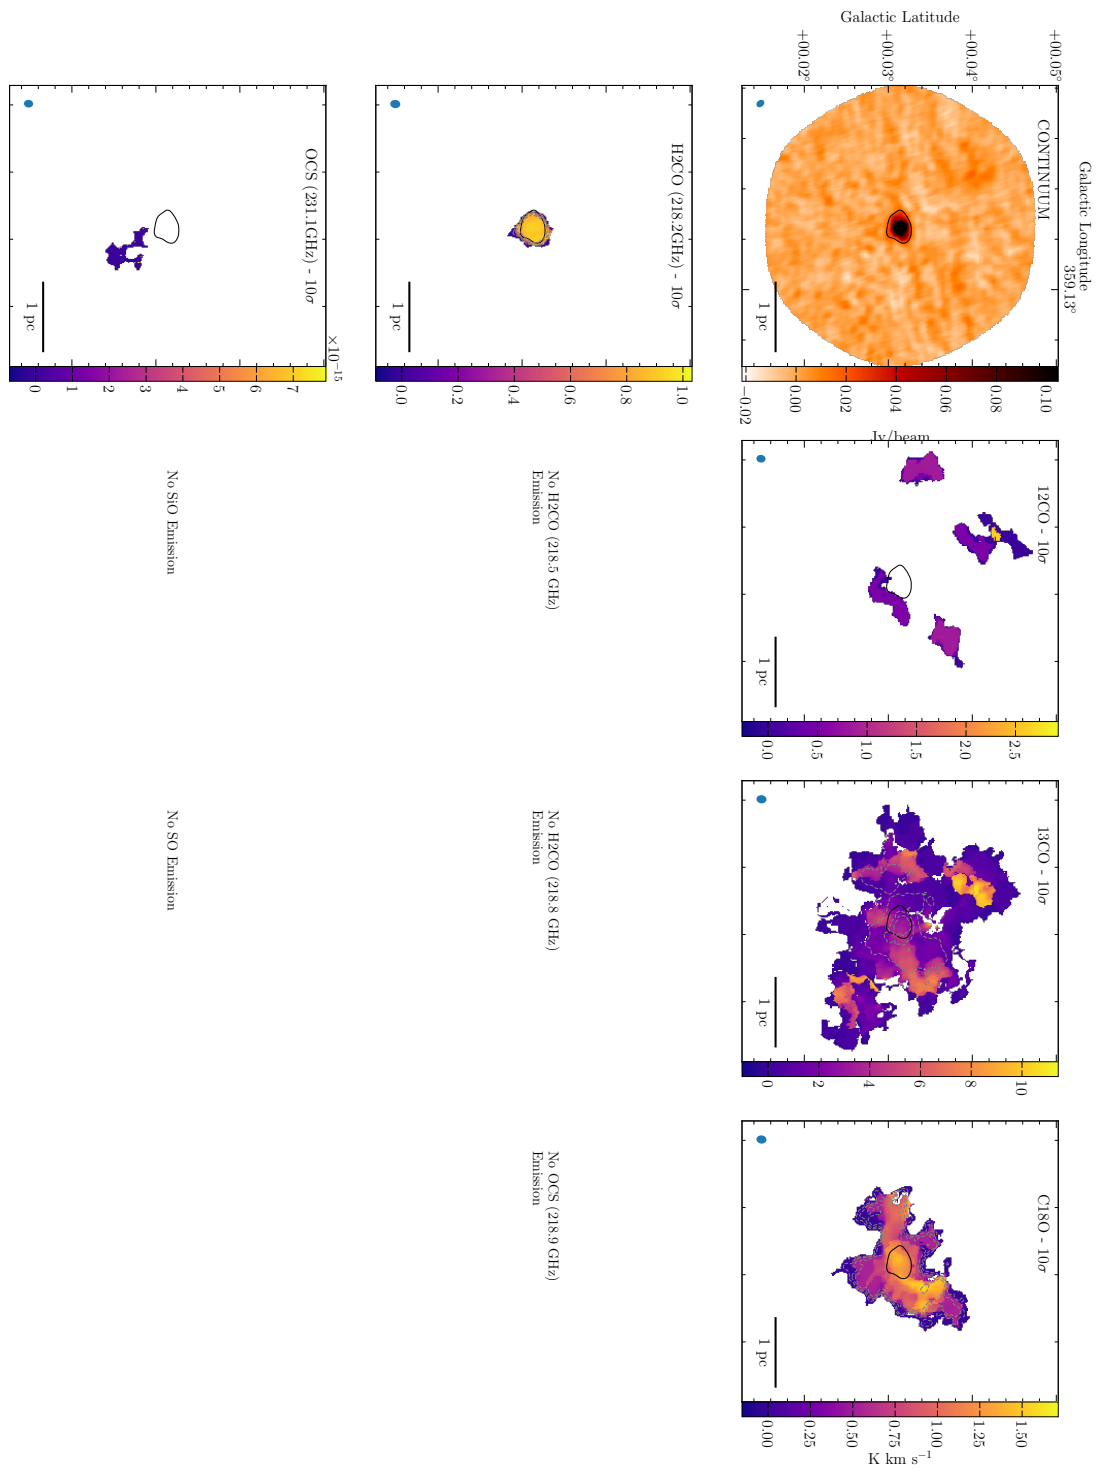 Galactic Longitude
359.13°
Galactic Latitude
+00.05°
+00.04°
+00.03°
+00.02°
CONTINUUM
1 pc
−.02
0.00
0.02
0.04
0.06
0.08
0.10
Jy/beam
12CO - 10σ
1 pc
0.0
0.5
1.0
1.5
2.0
2.5
13CO - 10σ
1 pc
0
2
4
6
8
10
C18O - 10σ
1 pc
0.00
0.25
0.50
0.75
1.00
1.25
1.50
K km s⁻¹
H2CO (218.2GHz) - 10σ
1 pc
0.0
0.2
0.4
0.6
0.8
1.0
No H2CO (218.5 GHz)
Emission
No H2CO (218.8 GHz)
Emission
No OCS (218.9 GHz)
Emission
OCS (231.1GHz) - 10σ
1 pc
×10⁻¹⁵
0
1
2
3
4
5
6
7
No SiO Emission
No SO Emission